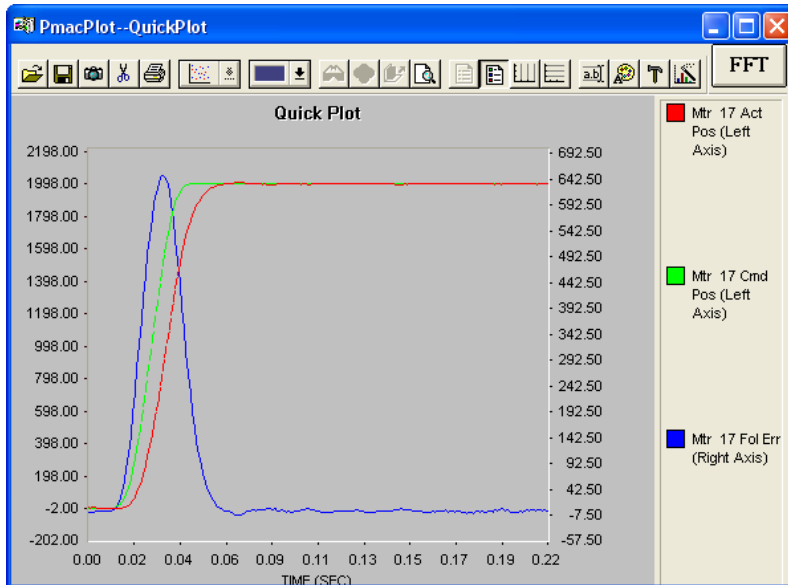 PmacPlot--QuickPlot
FFT
a.b
Quick Plot
2198.00
1998.00
1798.00
1598.00
1398.00
1198.00
998.00
798.00
598.00
398.00
198.00
-2.00
-202.00
692.50
642.50
592.50
542.50
492.50
442.50
392.50
342.50
292.50
242.50
192.50
142.50
92.50
42.50
-7.50
-57.50
0.00 0.02 0.04 0.06 0.09 0.11 0.13 0.15 0.17 0.19 0.22
TIME (SEC)
Mtr 17 Act
Pos (Left
Axis)
Mtr 17 Cmd
Pos (Left
Axis)
Mtr 17 Fol Err
(Right Axis)